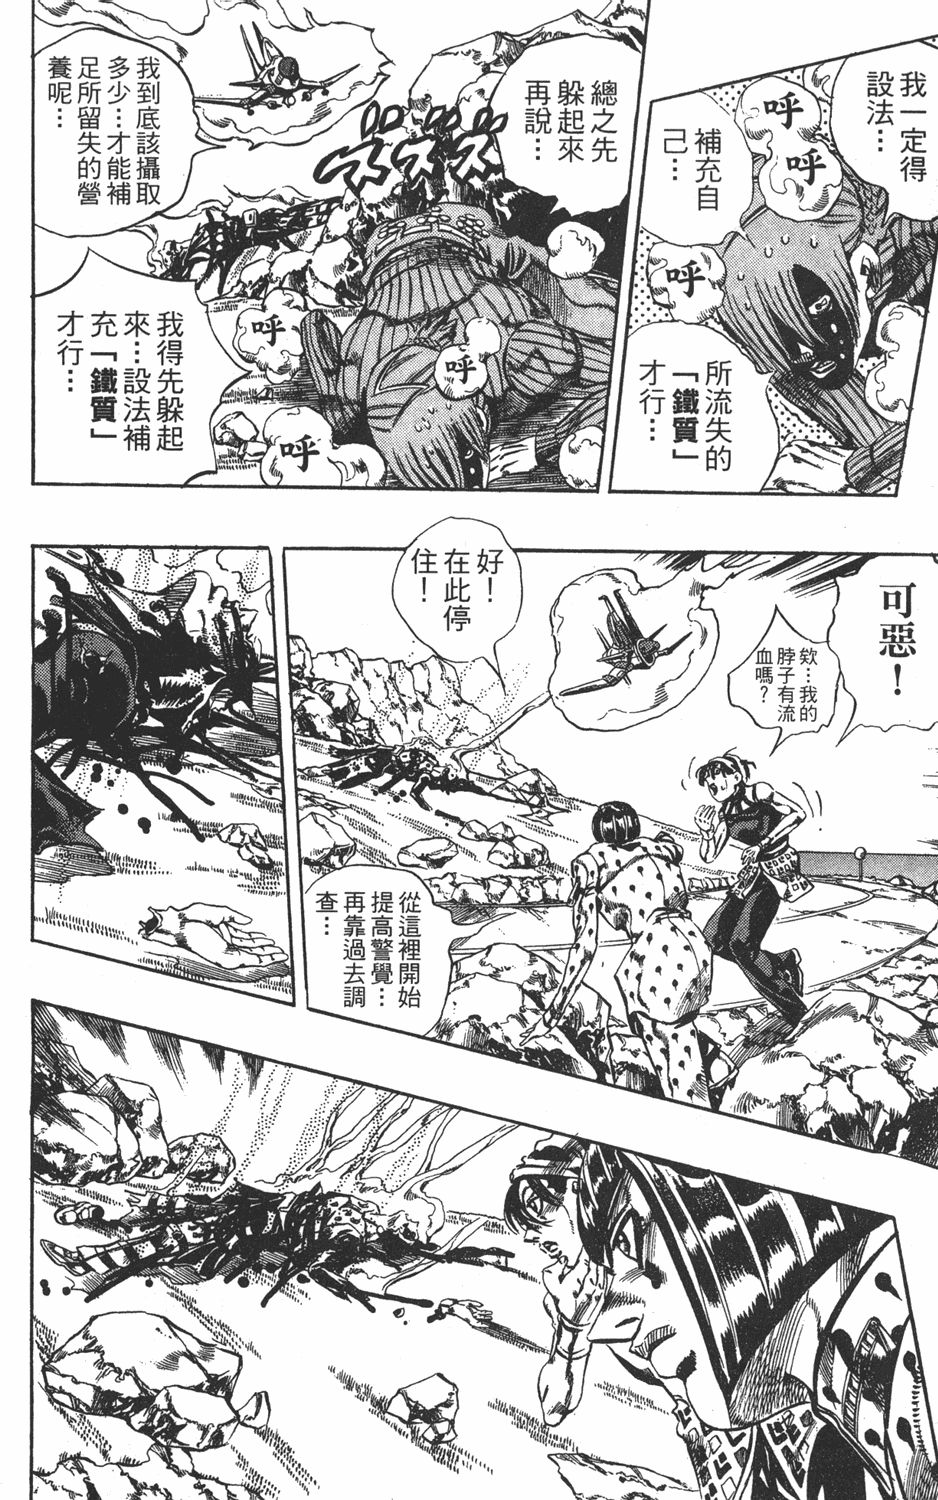 我一定得
設法…
補充自
己…
呼
呼
呼
所流失的
「鐵質」
才行…
總之先
躲起來
再說…
ズズズ
我到底該攝取
多少…才能補
足所留失的營
養呢…
呼
呼
呼
我得先躲起
來…設法補
充「鐵質」
才行…
可惡！
欸…我的
脖子有流
血嗎？
好！
在此停
住！
從這裡開始
提高警覺…
再靠過去調
查…